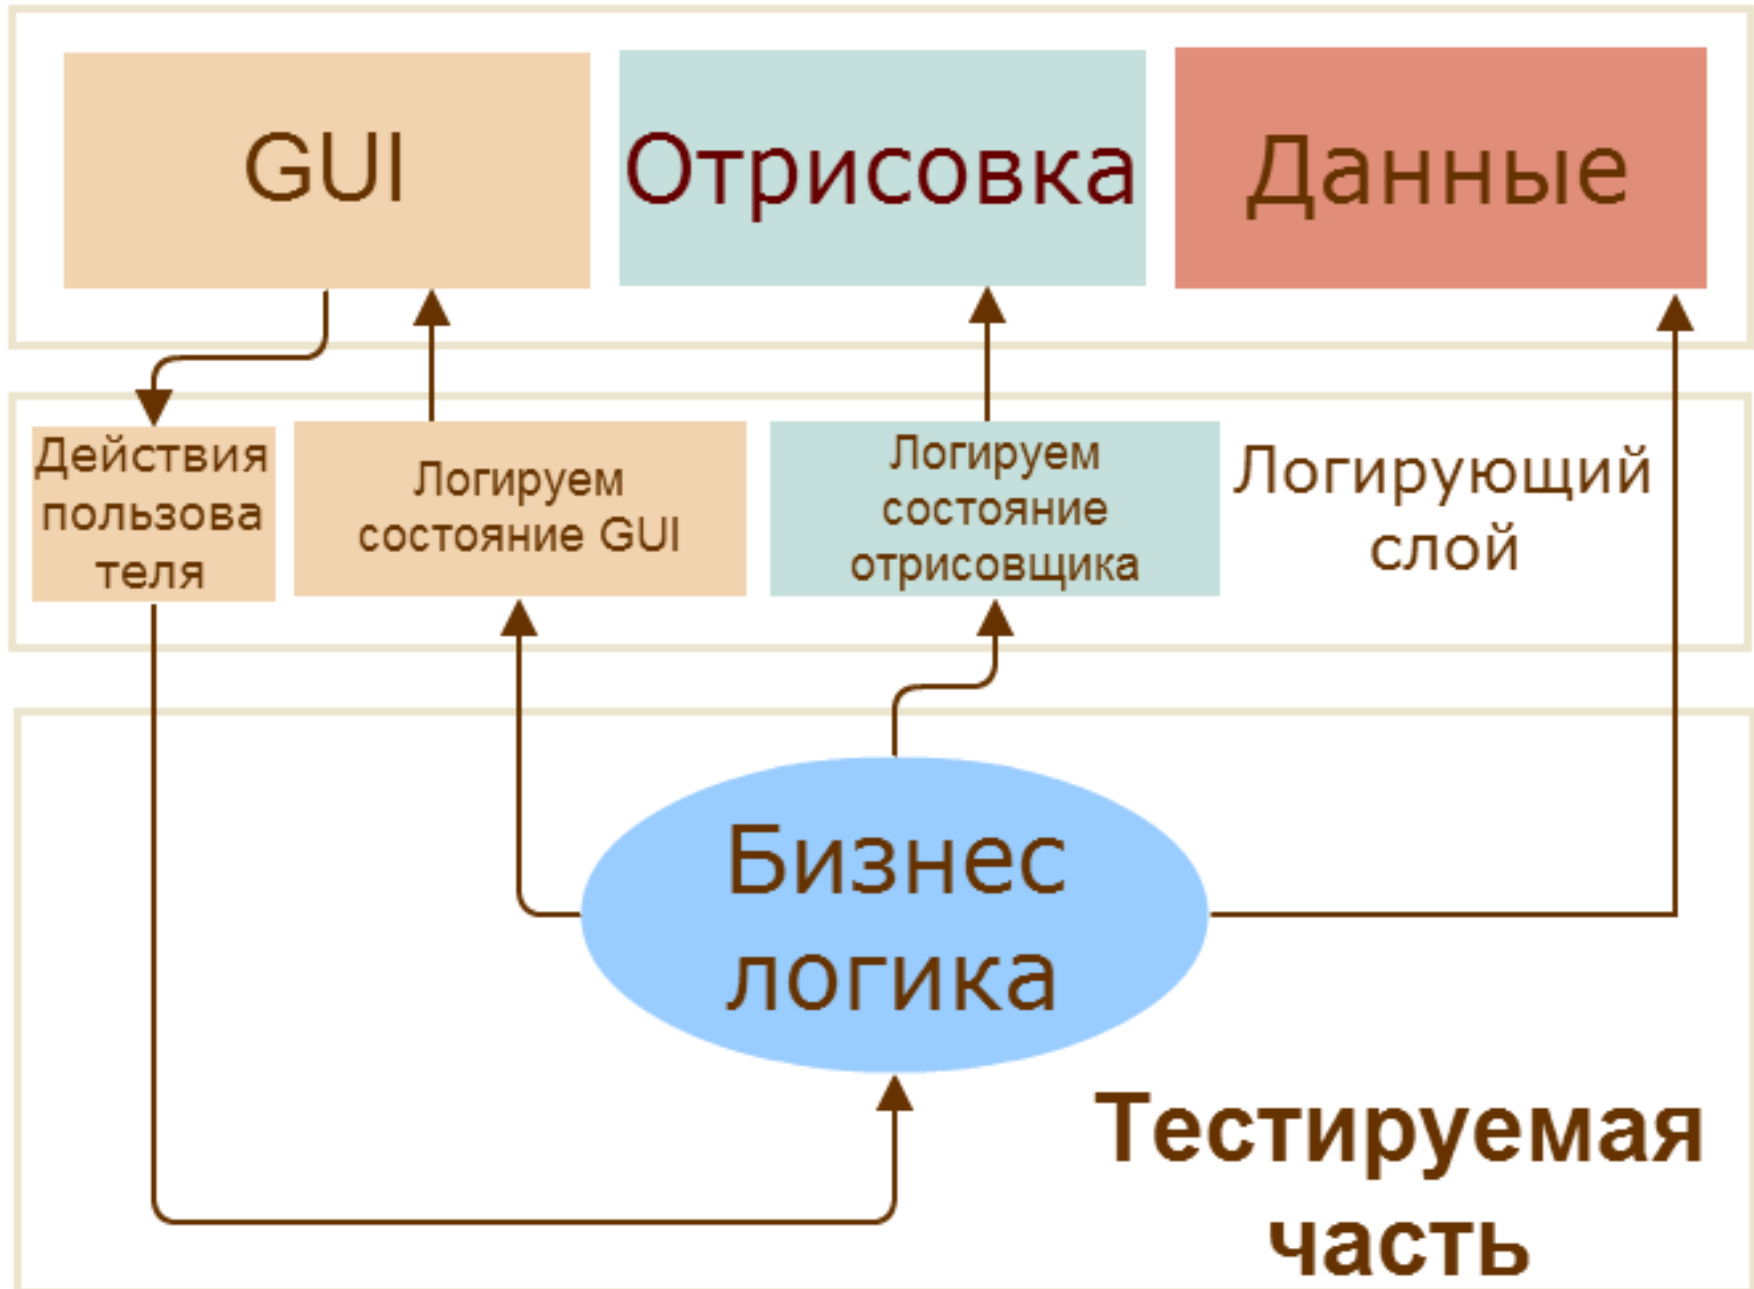 GUI
Отрисовка
Данные
Действия
пользова
теля
Логируем
состояние GUI
Логируем
состояние
отрисовщика
Логирующий
слой
Бизнес
логика
Тестируемая
часть